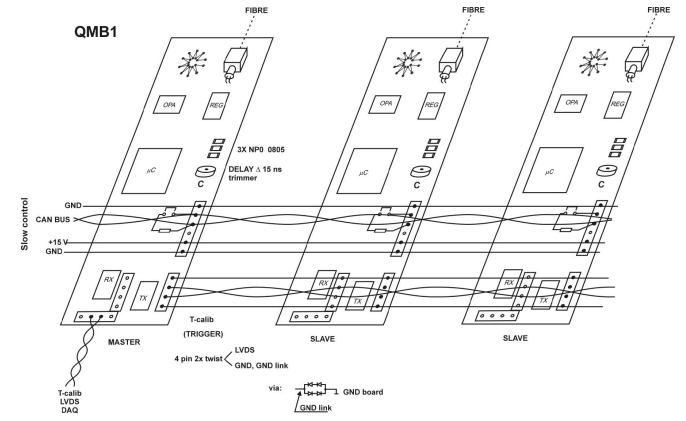 QMB1
FIBRE
FIBRE
FIBRE
OPA
REG
OPA
REG
OPA
REG
3X NP0 0805
µC
DELAY Δ 15 ns
trimmer
C
µC
C
µC
C
Slow control
GND
CAN BUS
+15 V
GND
RX
TX
RX
TX
RX
TX
MASTER
T-calib
(TRIGGER)
SLAVE
SLAVE
4 pin 2x twist
LVDS
GND, GND link
T-calib
LVDS
DAQ
via:
GND board
GND link